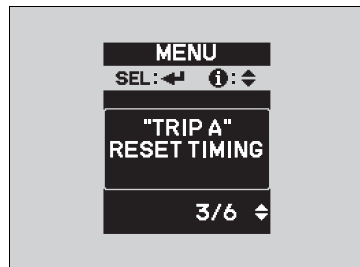 MENU
SEL:↵ ℹ:⬍
"TRIP A"
RESET TIMING
3/6 ⬍